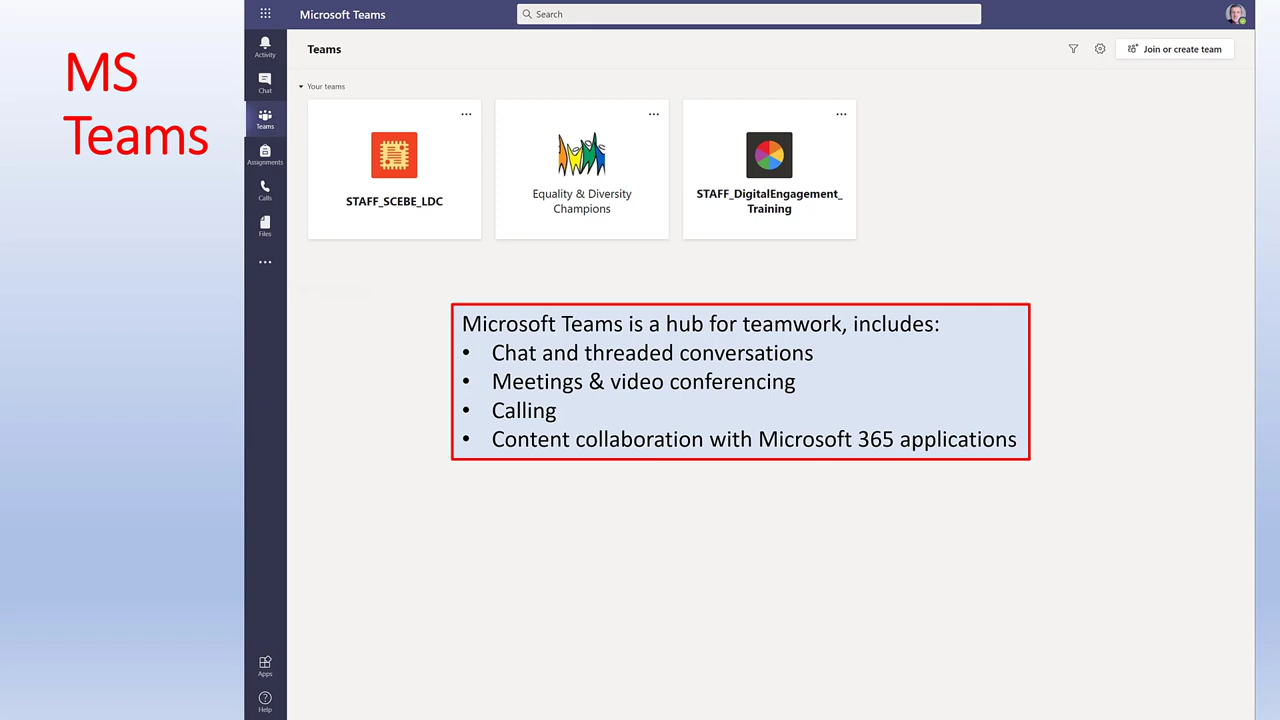 MS
Teams
Microsoft Teams
Search
Activity
Chat
Teams
Assignments
Calls
Files
Apps
Help
Teams
Join or create team
Your teams
STAFF_SCEBE_LDC
Equality & Diversity
Champions
STAFF_DigitalEngagement_
Training
Microsoft Teams is a hub for teamwork, includes:
• Chat and threaded conversations
• Meetings & video conferencing
• Calling
• Content collaboration with Microsoft 365 applications